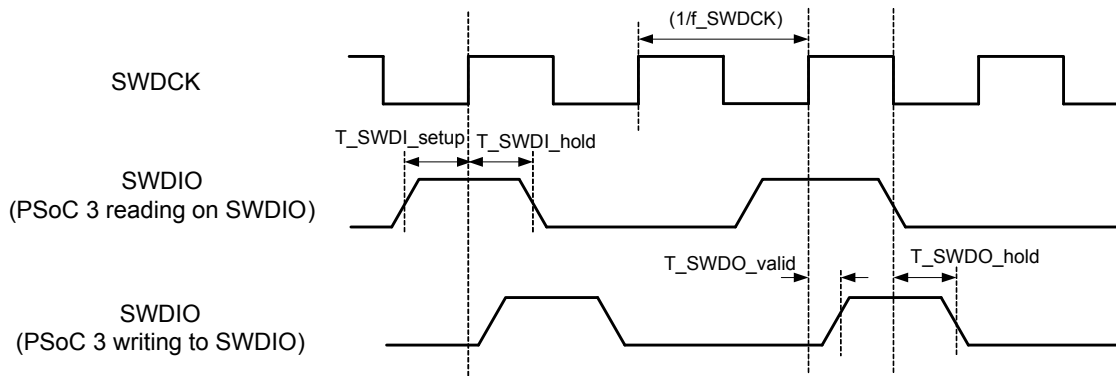 (1/f_SWDCK)
SWDCK
T_SWDI_setup T_SWDI_hold
SWDIO
(PSoC 3 reading on SWDIO)
T_SWDO_valid T_SWDO_hold
SWDIO
(PSoC 3 writing to SWDIO)